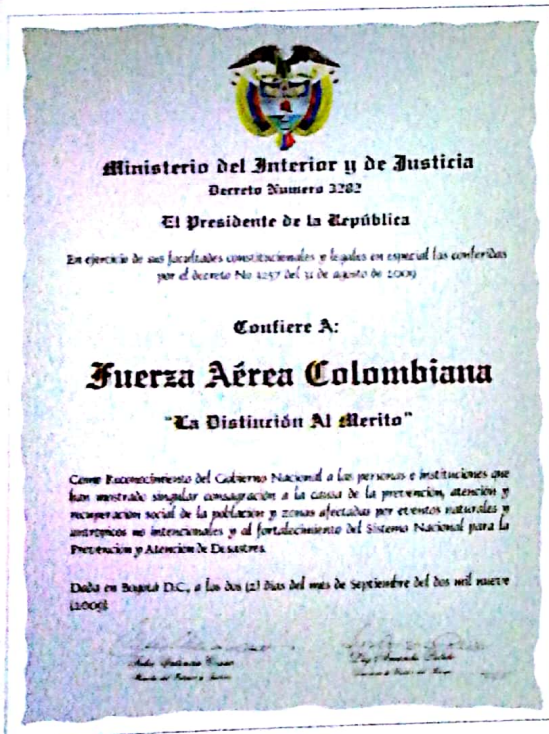 Ministerio del Interior y de Justicia
Decreto Numero 3282
El Presidente de la República
En ejercicio de sus facultades constitucionales y legales en especial las conferidas
por el decreto No 3257 del 31 de agosto de 2009
Confiere A:
Fuerza Aérea Colombiana
"La Distinción Al Merito"
Como Reconocimiento del Gobierno Nacional a las personas e instituciones que
han mostrado singular consagración a la causa de la prevención, atención y
recuperación social de la población y zonas afectadas por eventos naturales y
antropicos no intencionales y al fortalecimiento del Sistema Nacional para la
Prevención y Atención de Desastres.
Dada en Bogotá D.C., a los dos (2) días del mes de Septiembre del dos mil nueve
(2009)